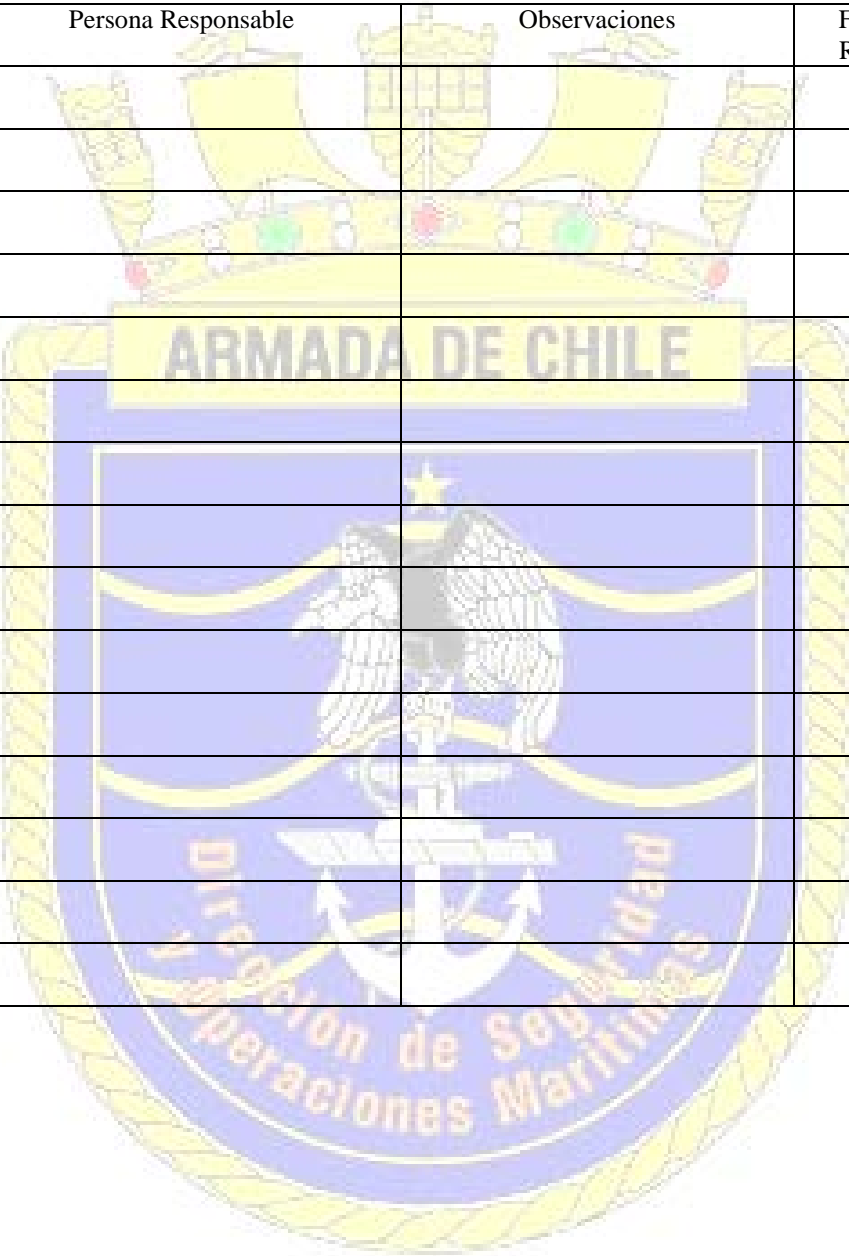 Persona Responsable
Observaciones
F
R
ARMADA DE CHILE
Dirección de Seguridad
y Operaciones Marítimas